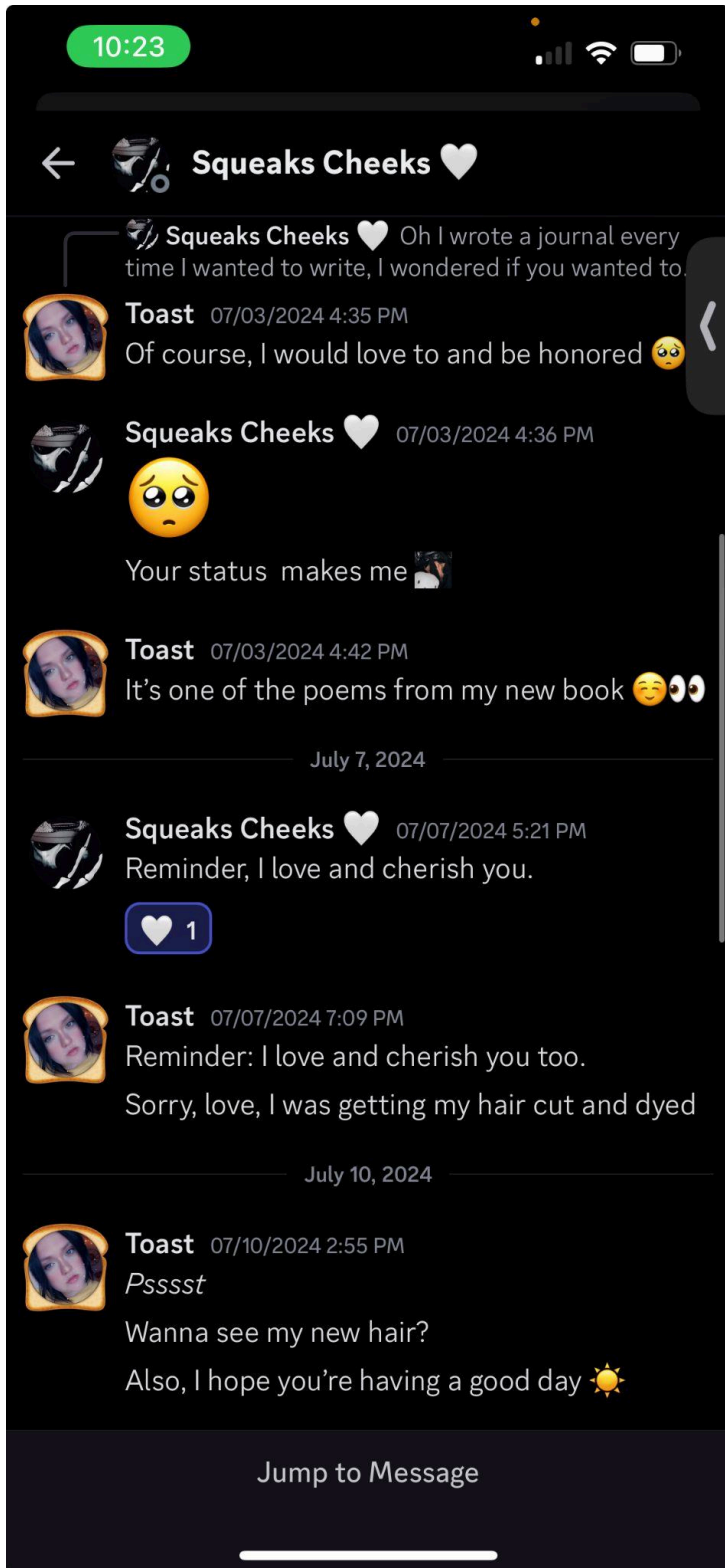 10:23
Squeaks Cheeks 🤍
Squeaks Cheeks 🤍 Oh I wrote a journal every
time I wanted to write, I wondered if you wanted to.
Toast 07/03/2024 4:35 PM
Of course, I would love to and be honored 🥺
Squeaks Cheeks 🤍 07/03/2024 4:36 PM
🥺
Your status makes me
Toast 07/03/2024 4:42 PM
It’s one of the poems from my new book ☺️👀
July 7, 2024
Squeaks Cheeks 🤍 07/07/2024 5:21 PM
Reminder, I love and cherish you.
🤍 1
Toast 07/07/2024 7:09 PM
Reminder: I love and cherish you too.
Sorry, love, I was getting my hair cut and dyed
July 10, 2024
Toast 07/10/2024 2:55 PM
Psssst
Wanna see my new hair?
Also, I hope you’re having a good day ☀️
Jump to Message